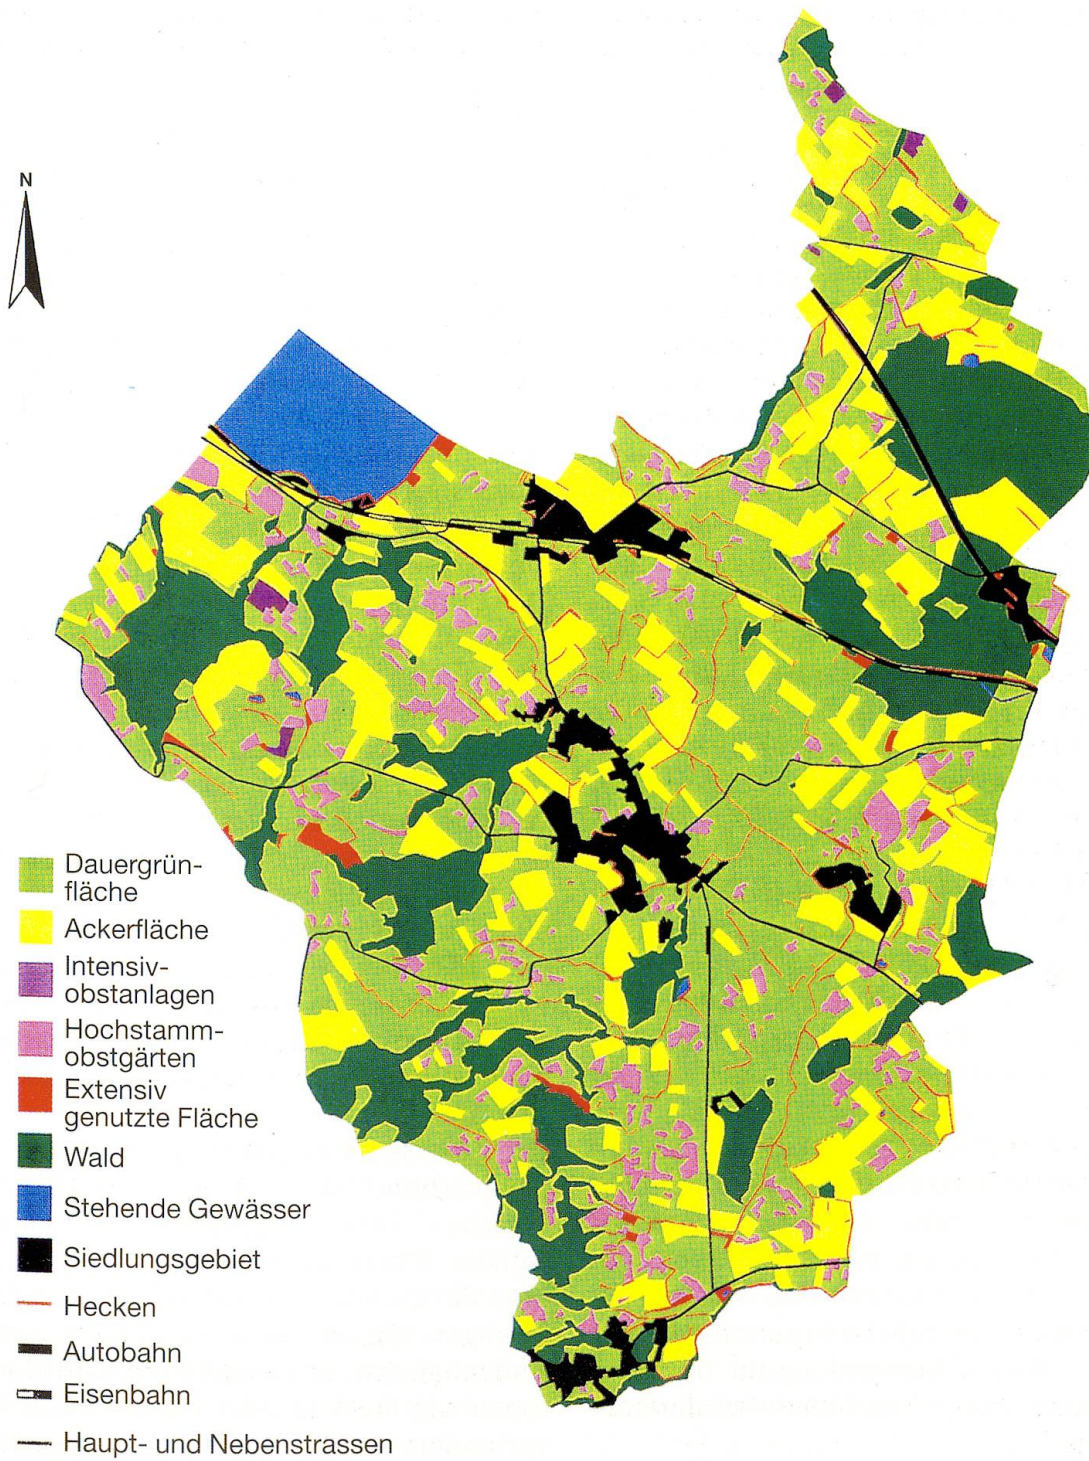 N
Dauergrün-
fläche
Ackerfläche
Intensiv-
obstanlagen
Hochstamm-
obstgärten
Extensiv
genutzte Fläche
Wald
Stehende Gewässer
Siedlungsgebiet
Hecken
Autobahn
Eisenbahn
Haupt- und Nebenstrassen